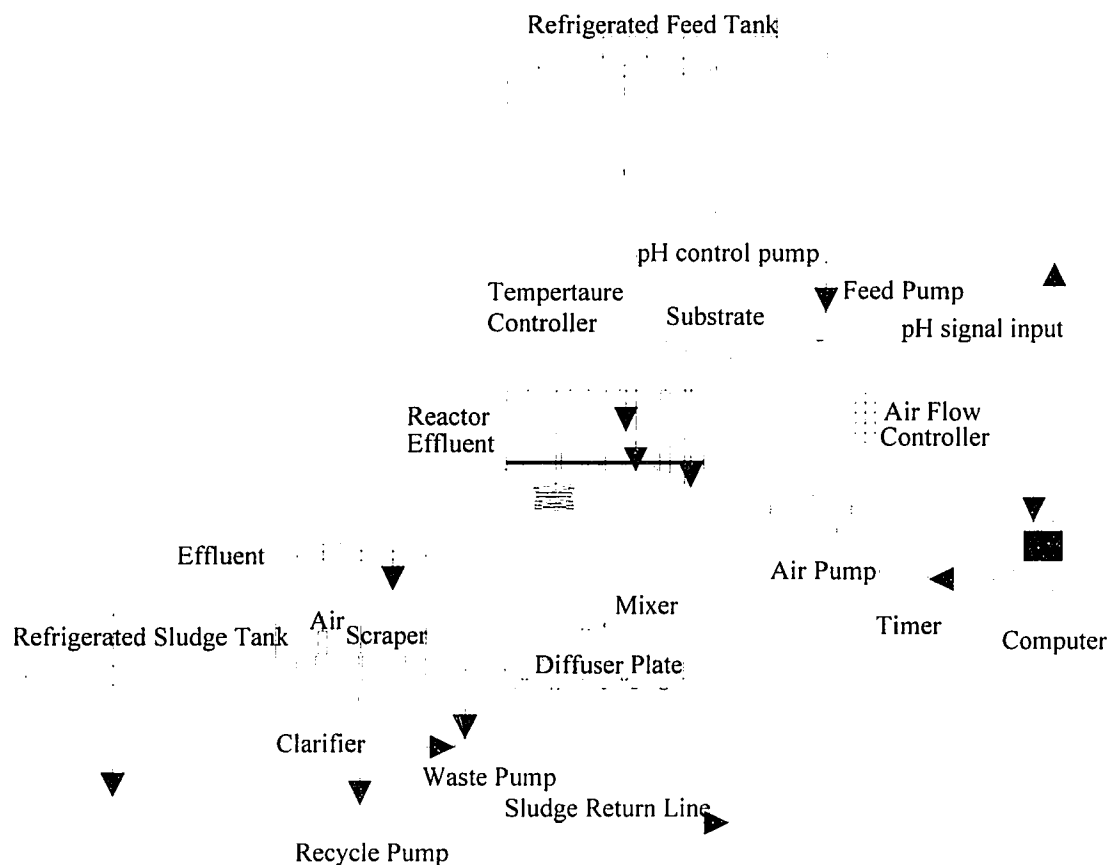 Refrigerated Feed Tank
pH control pump
Tempertaure
Controller
Substrate
Feed Pump
pH signal input
Reactor
Effluent
Air Flow
Controller
Effluent
Air Pump
Mixer
Timer
Computer
Refrigerated Sludge Tank
Air
Scraper
Diffuser Plate
Clarifier
Waste Pump
Sludge Return Line
Recycle Pump